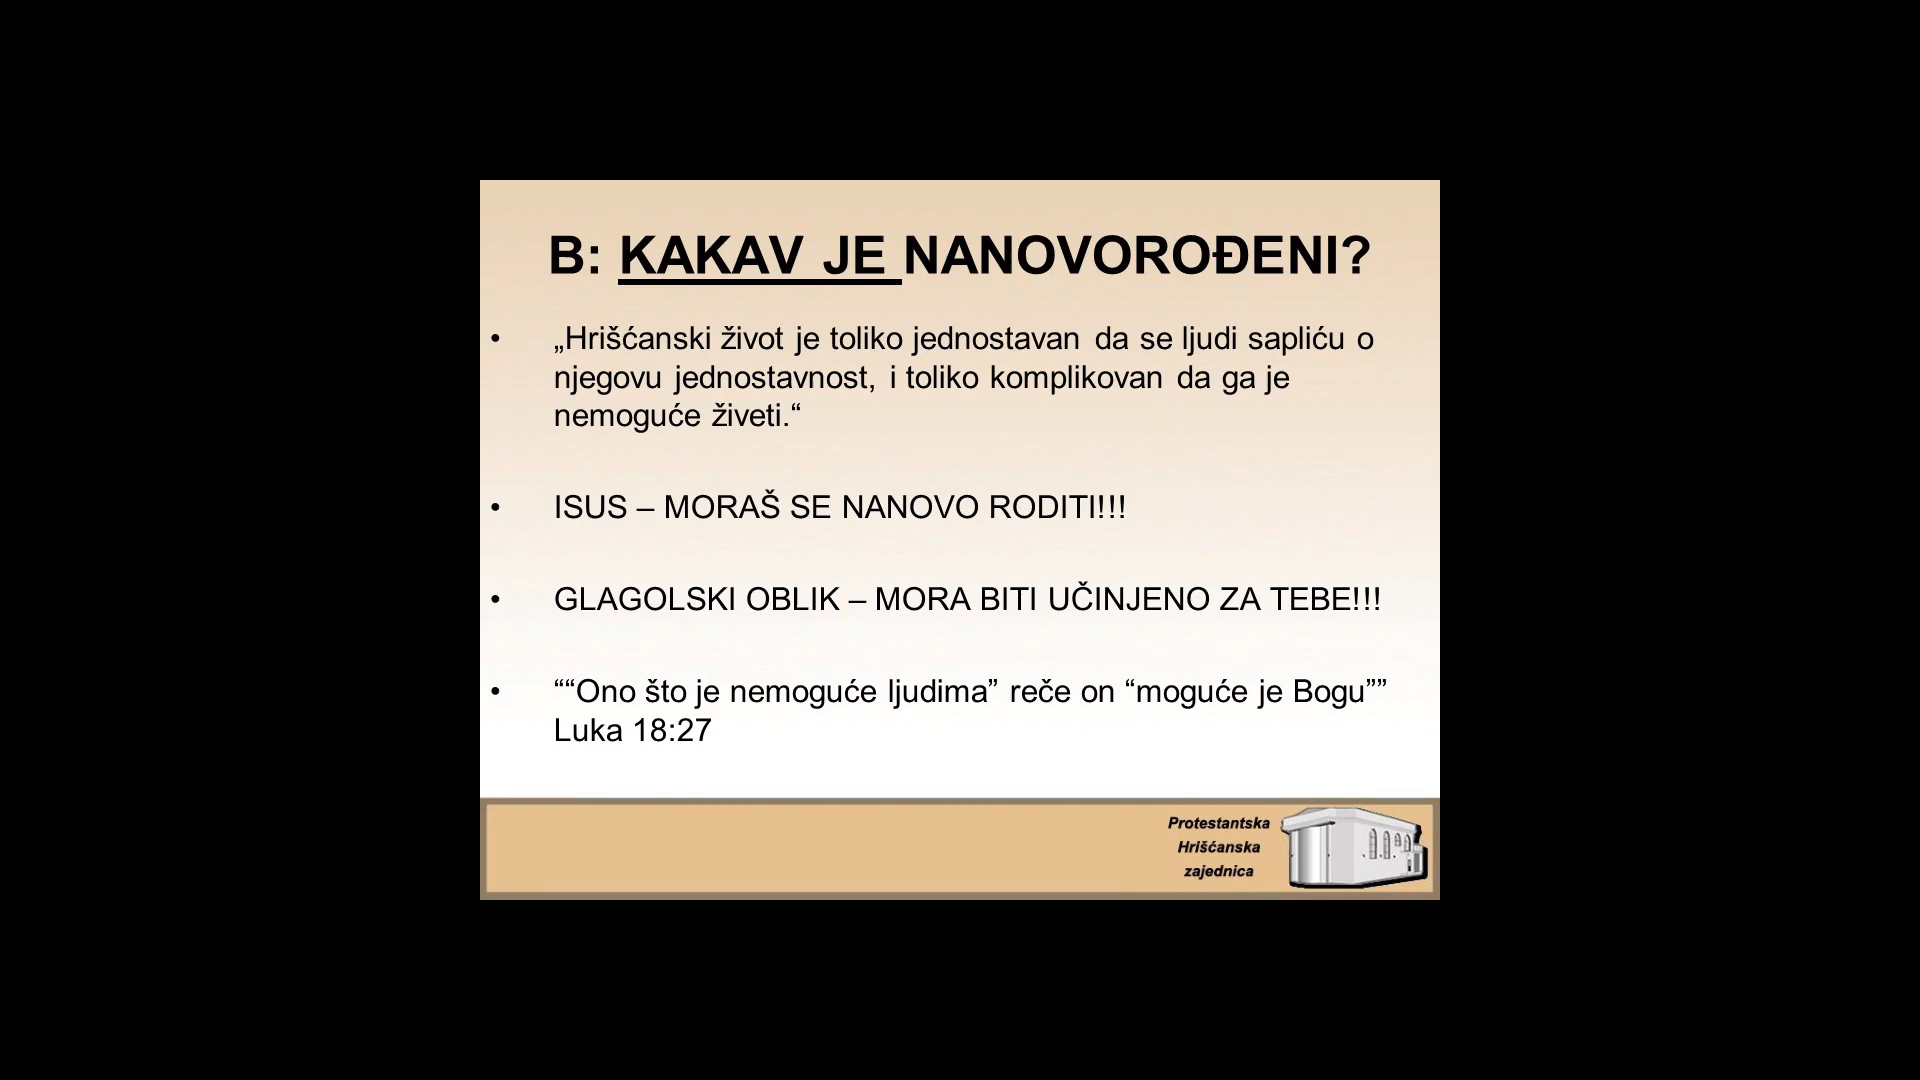 B: KAKAV JE NANOVOROĐENI?
• „Hrišćanski život je toliko jednostavan da se ljudi sapliću o
njegovu jednostavnost, i toliko komplikovan da ga je
nemoguće živeti.“
• ISUS – MORAŠ SE NANOVO RODITI!!!
• GLAGOLSKI OBLIK – MORA BITI UČINJENO ZA TEBE!!!
• ““Ono što je nemoguće ljudima” reče on “moguće je Bogu””
Luka 18:27
Protestantska
Hrišćanska
zajednica